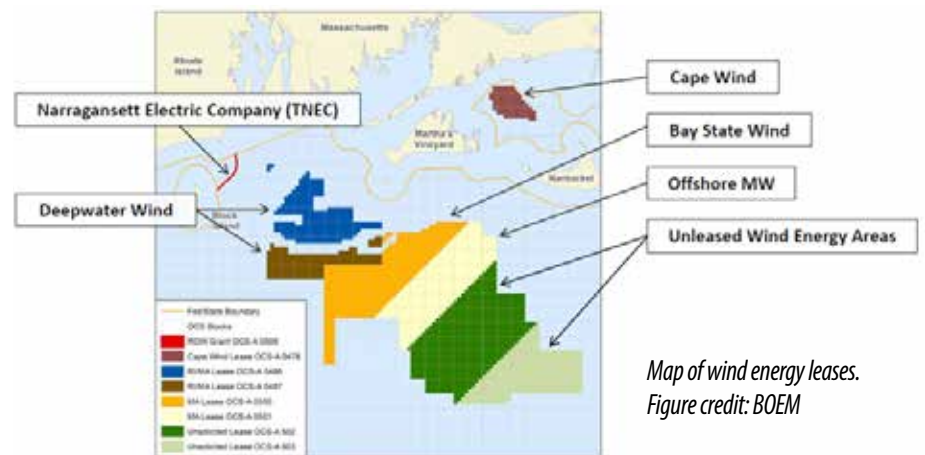 Massachusetts
Rhode
Island
Cape Wind
Narragansett Electric Company (TNEC)
Bay State Wind
Martha's
Vineyard
Nantucket
Offshore MW
Deepwater Wind
Block
Island
Unleased Wind Energy Areas
Fed/State Boundary
OCS Blocks
ROW Grant OCS-A
Cape Wind Lease OCS-A 0478
RI/MA Lease OCS-A 0486
RI/MA Lease OCS-A 0487
MA Lease OCS-A 0500
MA Lease OCS-A 0501
Unsolicited Lease OCS-A 502
Unsolicited Lease OCS-A 503
Map of wind energy leases.
Figure credit: BOEM